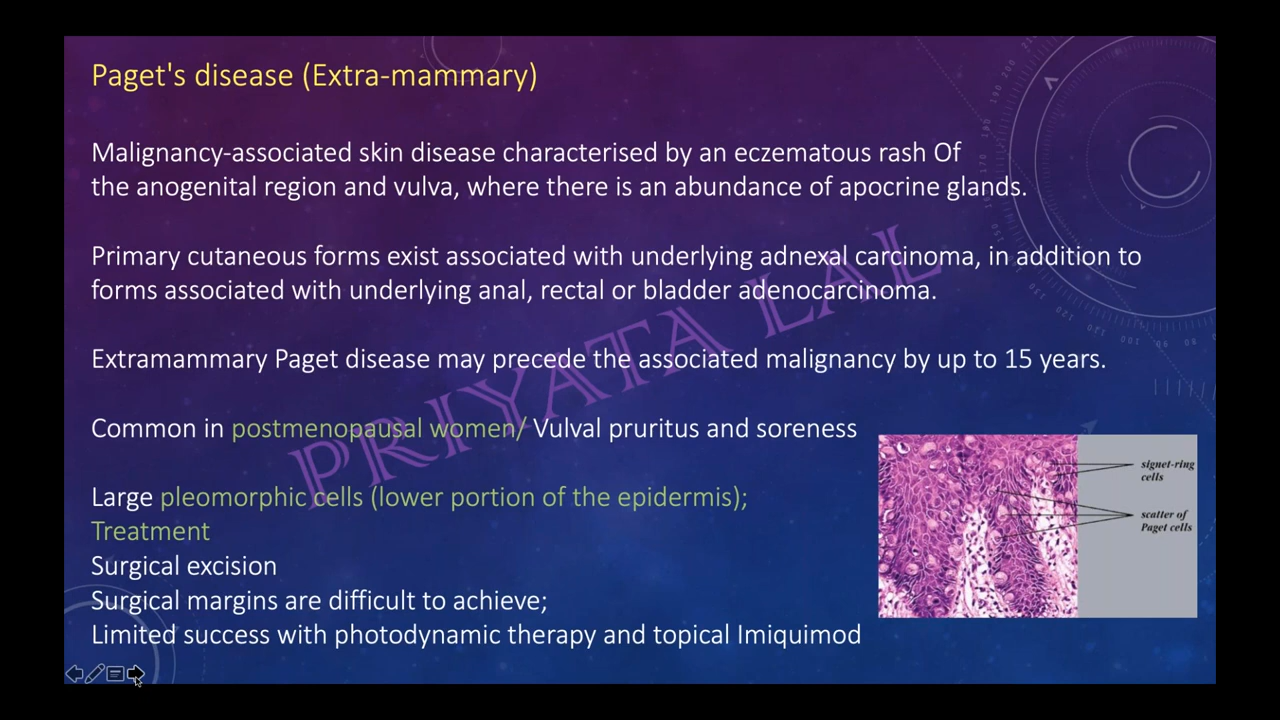 Paget's disease (Extra-mammary)
Malignancy-associated skin disease characterised by an eczematous rash Of
the anogenital region and vulva, where there is an abundance of apocrine glands.
Primary cutaneous forms exist associated with underlying adnexal carcinoma, in addition to
forms associated with underlying anal, rectal or bladder adenocarcinoma.
Extramammary Paget disease may precede the associated malignancy by up to 15 years.
Common in postmenopausal women/ Vulval pruritus and soreness
Large pleomorphic cells (lower portion of the epidermis);
Treatment
Surgical excision
Surgical margins are difficult to achieve;
Limited success with photodynamic therapy and topical Imiquimod
signet-ring
cells
scatter of
Paget cells
PRIYATA LAL